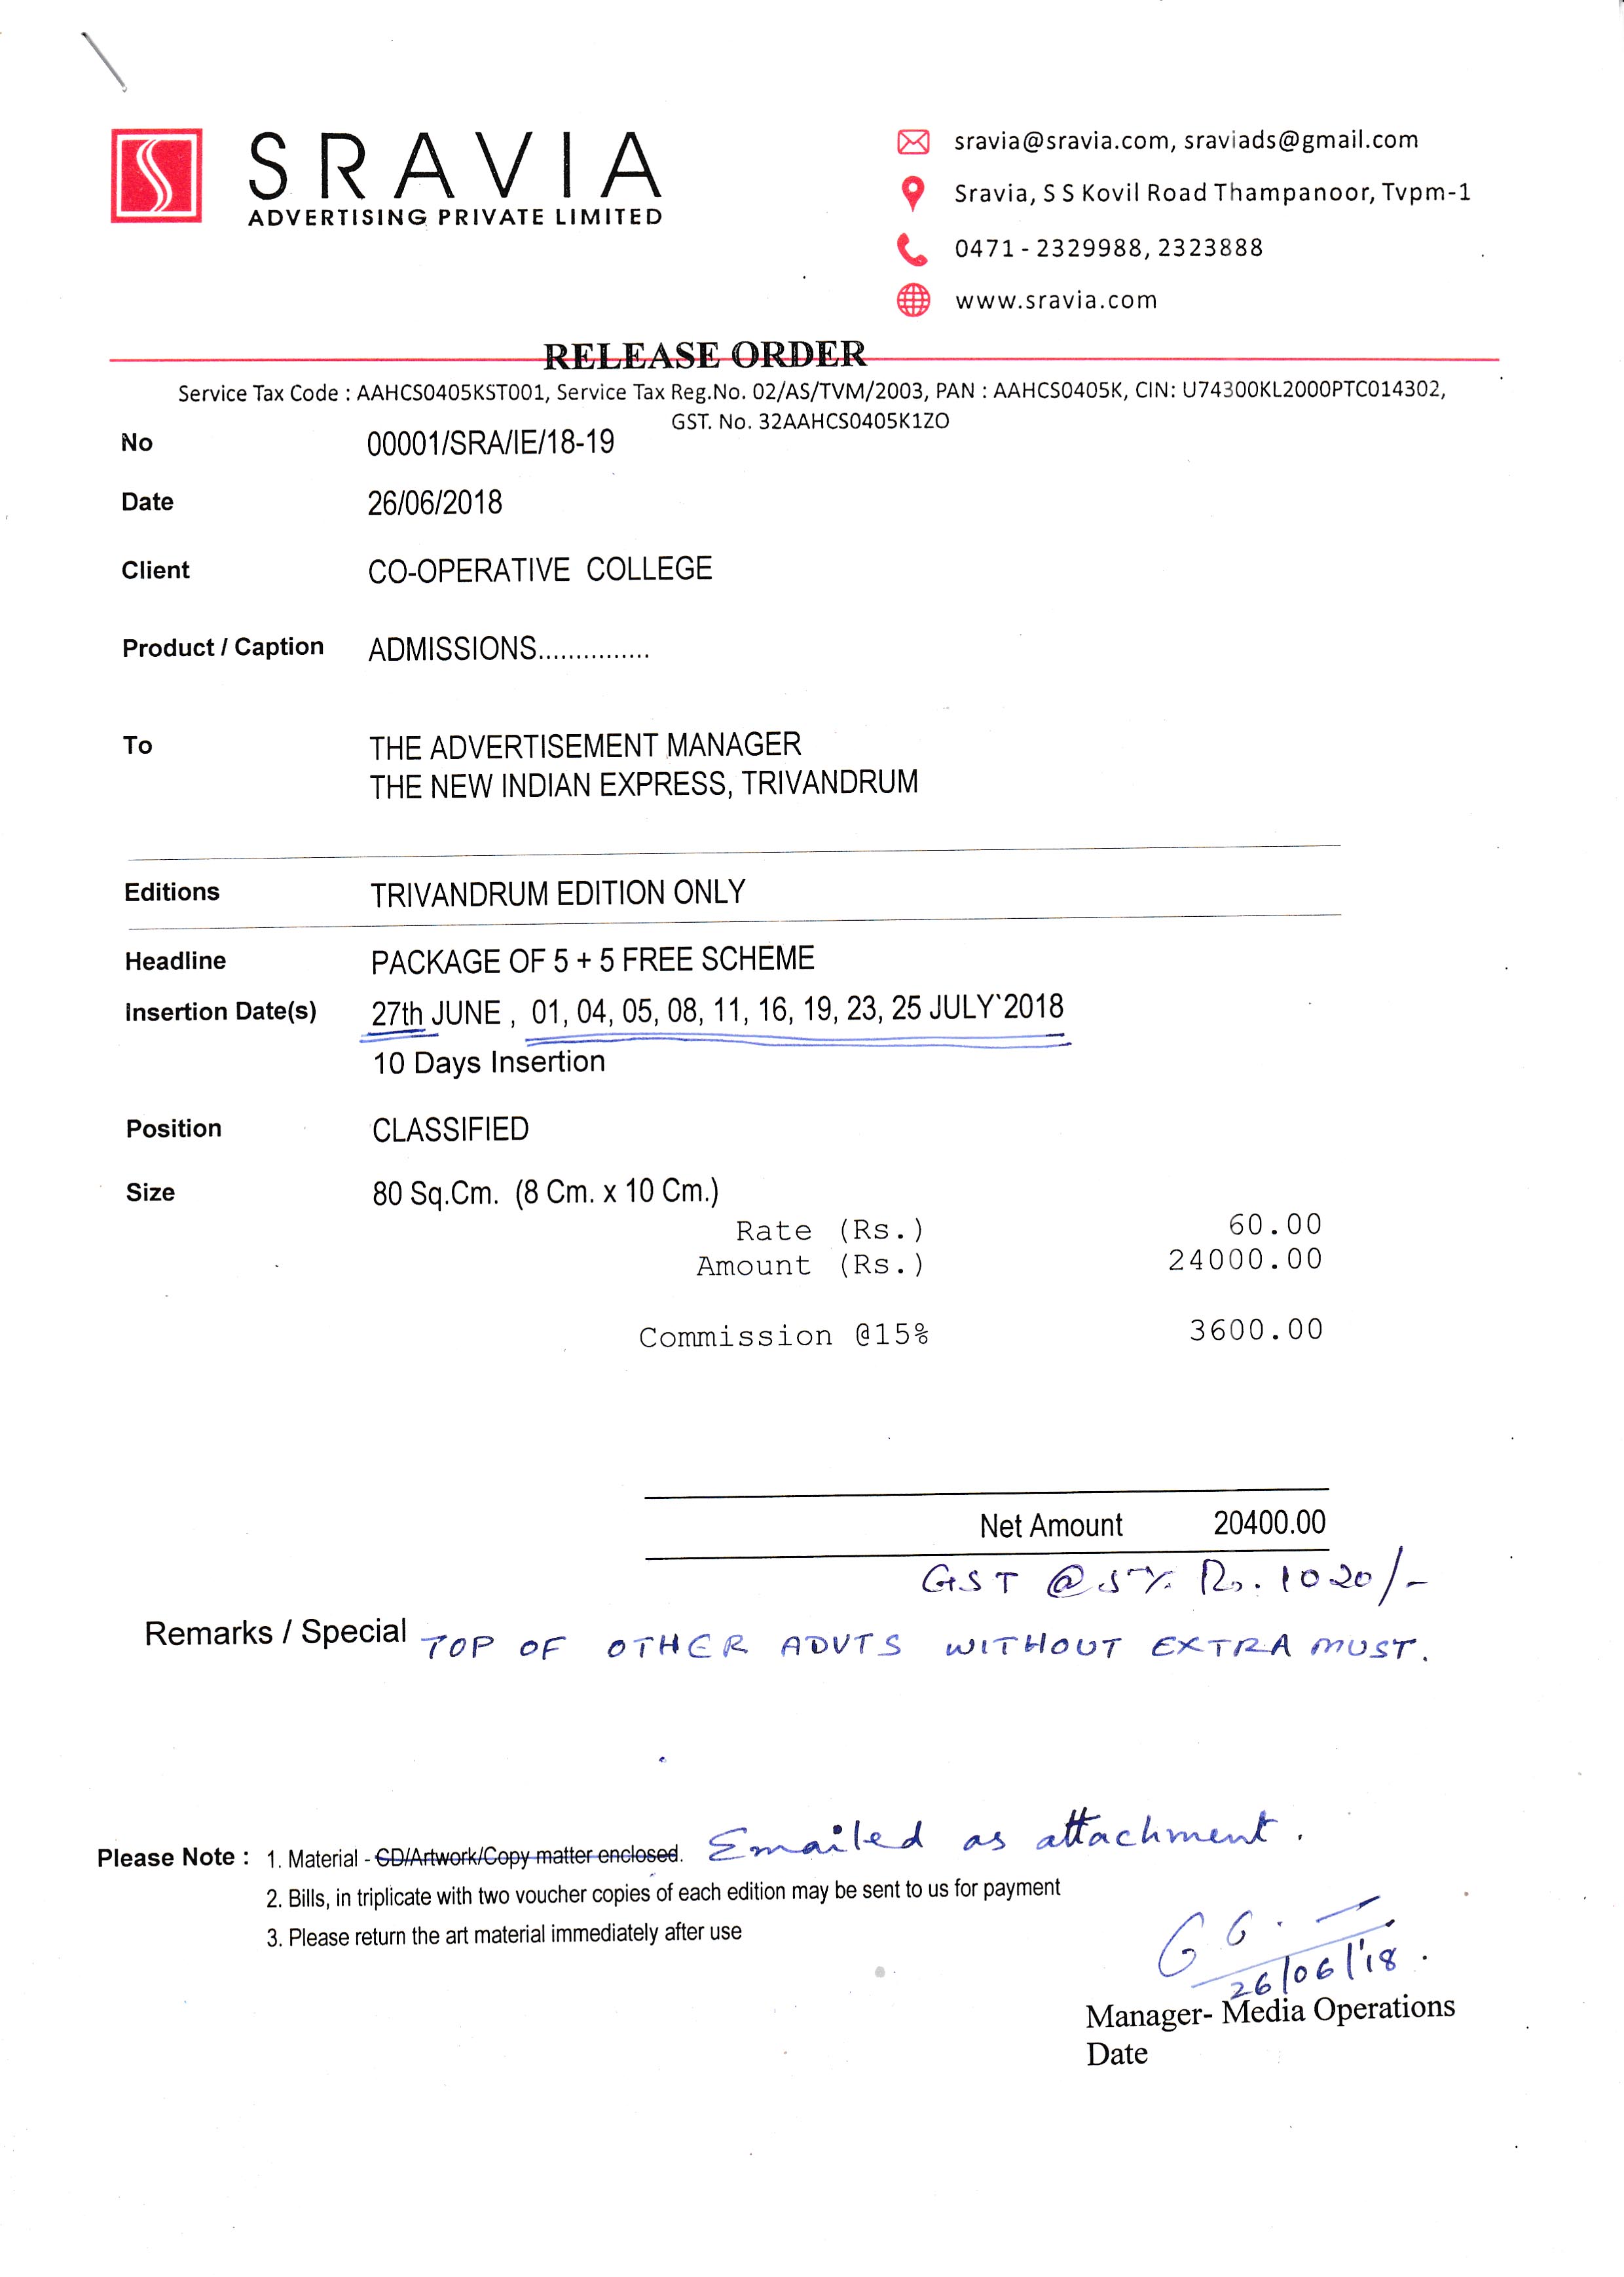 SRAVIA
ADVERTISING PRIVATE LIMITED
sravia@sravia.com, sraviads@gmail.com
Sravia, S S Kovil Road Thampanoor, Tvpm-1
0471 - 2329988, 2323888
www.sravia.com
RELEASE ORDER
Service Tax Code : AAHCS0405KST001, Service Tax Reg.No. 02/AS/TVM/2003, PAN : AAHCS0405K, CIN: U74300KL2000PTC014302,
GST. No. 32AAHCS0405K1ZO
No 00001/SRA/IE/18-19
Date 26/06/2018
Client CO-OPERATIVE COLLEGE
Product / Caption ADMISSIONS...............
To THE ADVERTISEMENT MANAGER
THE NEW INDIAN EXPRESS, TRIVANDRUM
Editions TRIVANDRUM EDITION ONLY
Headline PACKAGE OF 5 + 5 FREE SCHEME
Insertion Date(s) 27th JUNE , 01, 04, 05, 08, 11, 16, 19, 23, 25 JULY`2018
10 Days Insertion
Position CLASSIFIED
Size 80 Sq.Cm. (8 Cm. x 10 Cm.)
Rate (Rs.) 60.00
Amount (Rs.) 24000.00
Commission @15% 3600.00
Net Amount 20400.00
GST @ 5% Rs. 1020/-
Remarks / Special TOP OF OTHER ADVTS WITHOUT EXTRA MUST.
Please Note : 1. Material - CD/Artwork/Copy matter enclosed. Emailed as attachment.
2. Bills, in triplicate with two voucher copies of each edition may be sent to us for payment
3. Please return the art material immediately after use
26/06/'18.
Manager- Media Operations
Date